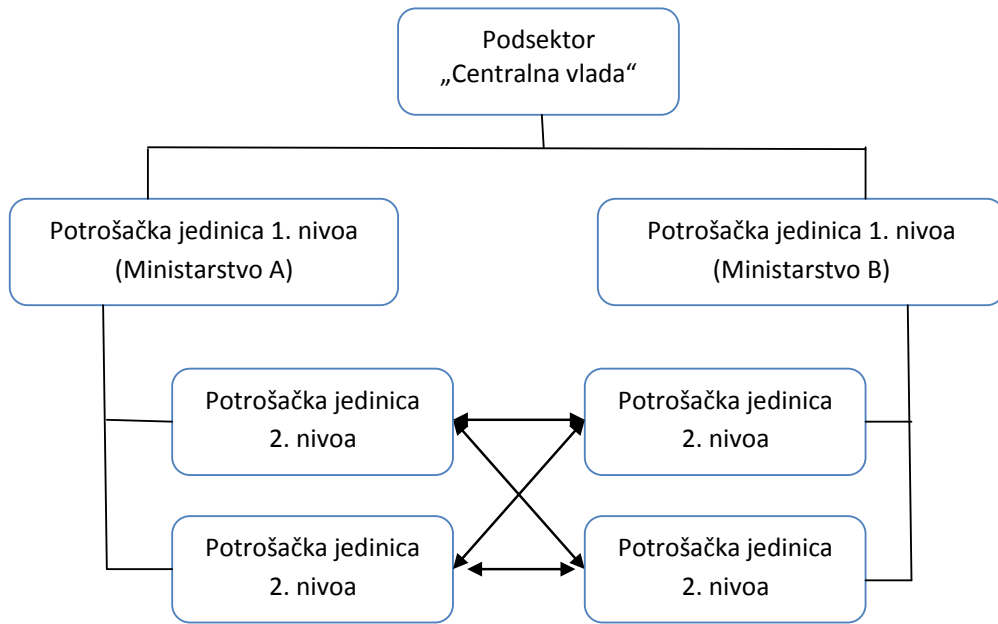 Podsektor
„Centralna vlada“
Potrošačka jedinica 1. nivoa
(Ministarstvo A)
Potrošačka jedinica 1. nivoa
(Ministarstvo B)
Potrošačka jedinica
2. nivoa
Potrošačka jedinica
2. nivoa
Potrošačka jedinica
2. nivoa
Potrošačka jedinica
2. nivoa